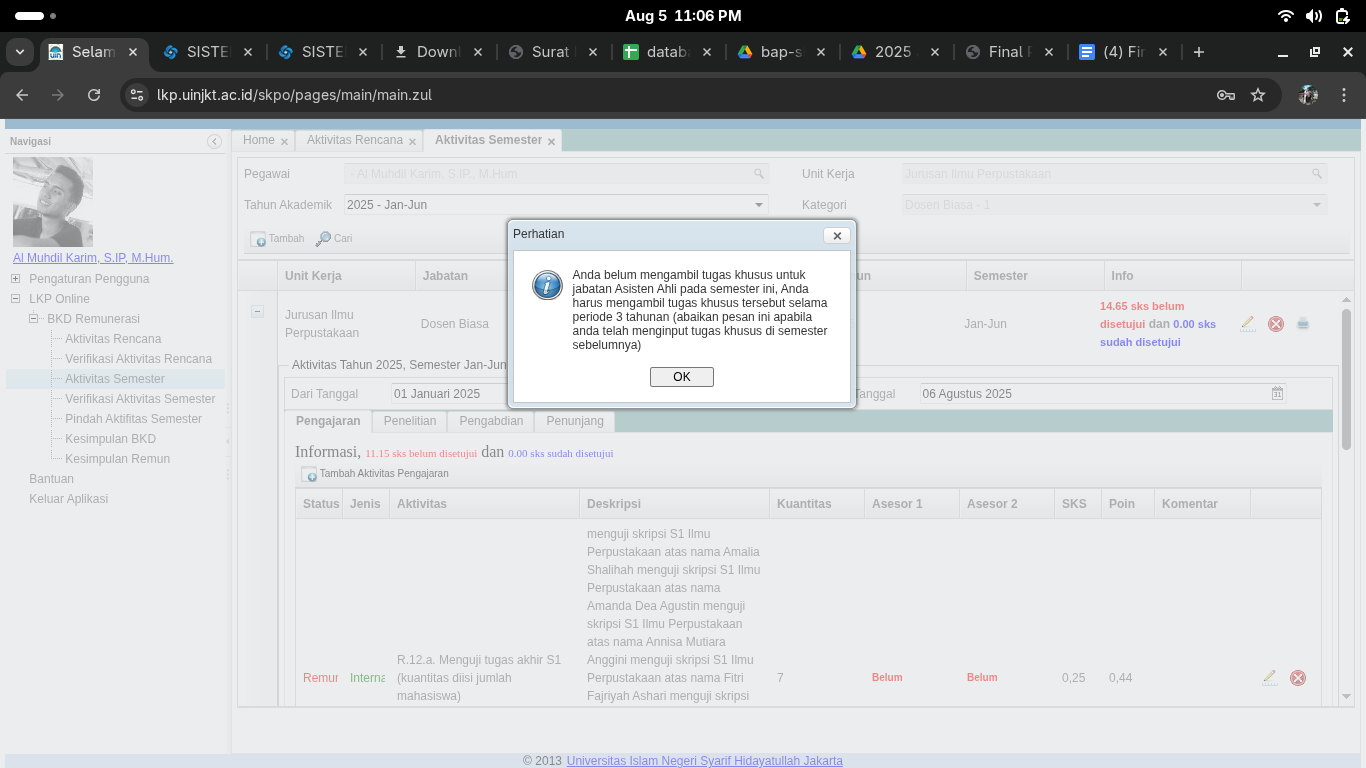 Aug 5 11:06 PM
Selam
SISTE
SISTE
Downl
Surat
datab
bap-s
2025
Final
(4) Fir
lkp.uinjkt.ac.id/skpo/pages/main/main.zul
Navigasi
Al Muhdil Karim, S.IP, M.Hum.
Pengaturan Pengguna
LKP Online
BKD Remunerasi
Aktivitas Rencana
Verifikasi Aktivitas Rencana
Aktivitas Semester
Verifikasi Aktivitas Semester
Pindah Aktifitas Semester
Kesimpulan BKD
Kesimpulan Remun
Bantuan
Keluar Aplikasi
Home
Aktivitas Rencana
Aktivitas Semester
Pegawai
- Al Muhdil Karim, S.IP., M.Hum
Unit Kerja
Jurusan Ilmu Perpustakaan
Tahun Akademik
2025 - Jan-Jun
Kategori
Dosen Biasa - 1
Tambah
Cari
Unit Kerja
Jabatan
un
Semester
Info
Jurusan Ilmu
Perpustakaan
Dosen Biasa
Jan-Jun
14.65 sks belum
disetujui dan 0.00 sks
sudah disetujui
Perhatian
Anda belum mengambil tugas khusus untuk
jabatan Asisten Ahli pada semester ini, Anda
harus mengambil tugas khusus tersebut selama
periode 3 tahunan (abaikan pesan ini apabila
anda telah menginput tugas khusus di semester
sebelumnya)
OK
Aktivitas Tahun 2025, Semester Jan-Jun
Dari Tanggal
01 Januari 2025
Tanggal
06 Agustus 2025
Pengajaran
Penelitian
Pengabdian
Penunjang
Informasi, 11.15 sks belum disetujui dan 0.00 sks sudah disetujui
Tambah Aktivitas Pengajaran
Status
Jenis
Aktivitas
Deskripsi
Kuantitas
Asesor 1
Asesor 2
SKS
Poin
Komentar
Remur
Interna
R.12.a. Menguji tugas akhir S1
(kuantitas diisi jumlah
mahasiswa)
menguji skripsi S1 Ilmu
Perpustakaan atas nama Amalia
Shalihah menguji skripsi S1 Ilmu
Perpustakaan atas nama
Amanda Dea Agustin menguji
skripsi S1 Ilmu Perpustakaan
atas nama Annisa Mutiara
Anggini menguji skripsi S1 Ilmu
Perpustakaan atas nama Fitri
Fajriyah Ashari menguji skripsi
7
Belum
Belum
0,25
0,44
© 2013 Universitas Islam Negeri Syarif Hidayatullah Jakarta